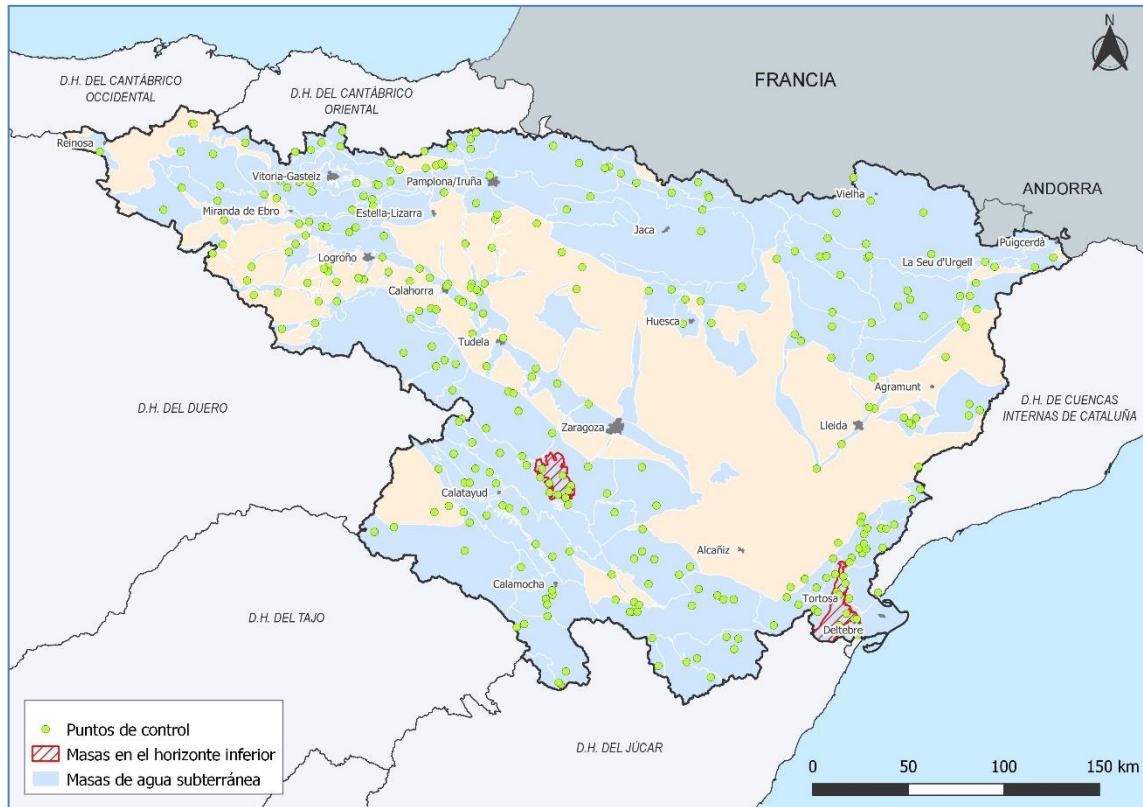 N
FRANCIA
D.H. DEL CANTÁBRICO
OCCIDENTAL
D.H. DEL CANTÁBRICO
ORIENTAL
ANDORRA
Reinosa
Vitoria-Gasteiz
Pamplona/Iruña
Vielha
Miranda de Ebro
Estella-Lizarra
Jaca
Puigcerdà
La Seu d'Urgell
Logroño
Calahorra
Huesca
Tudela
Agramunt
D.H. DEL DUERO
D.H. DE CUENCAS
INTERNAS DE CATALUÑA
Zaragoza
Lleida
Calatayud
Alcañiz
Calamocha
Tortosa
Deltebre
D.H. DEL TAJO
D.H. DEL JÚCAR
Puntos de control
Masas en el horizonte inferior
Masas de agua subterránea
0 50 100 150 km